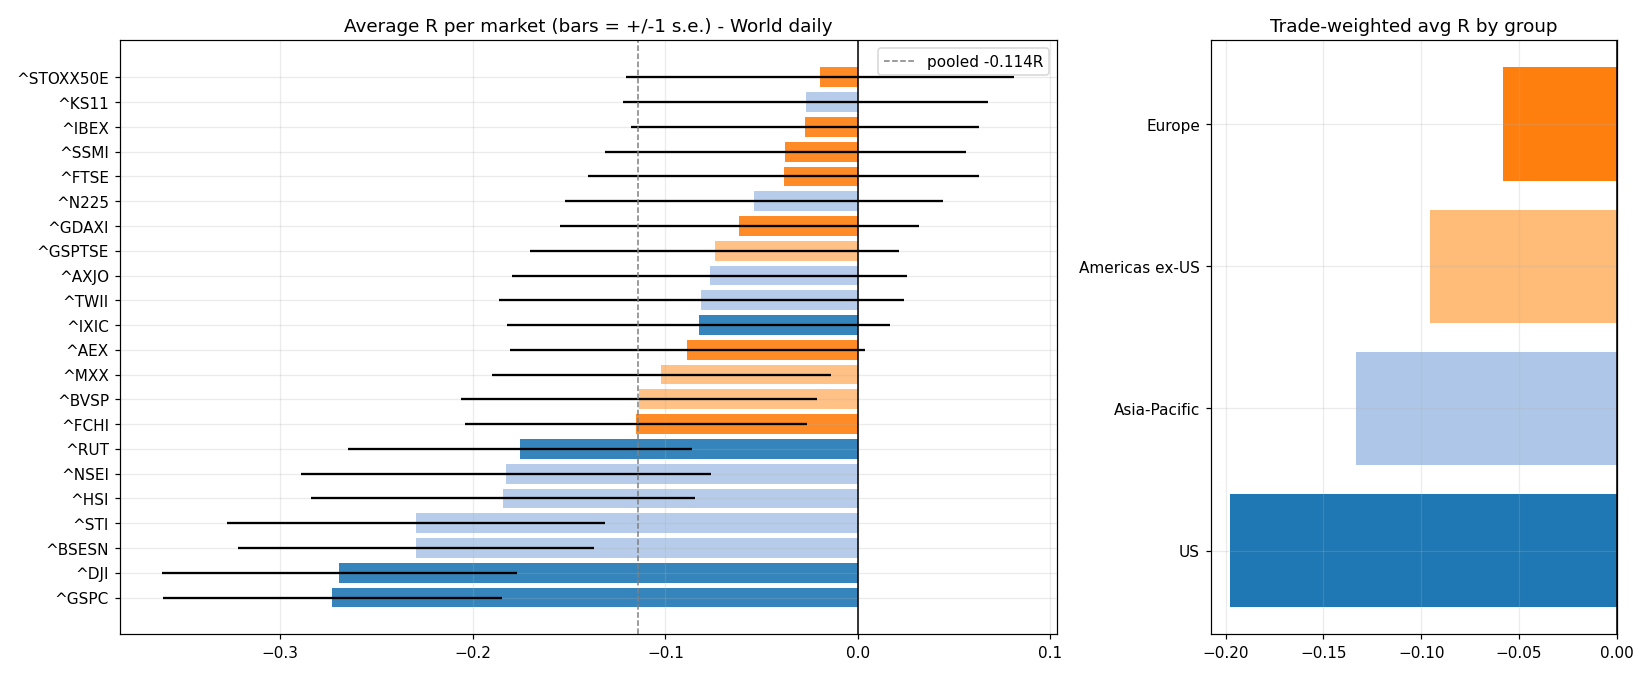 Average R per market (bars = +/-1 s.e.) - World daily
pooled -0.114R
^STOXX50E
^KS11
^IBEX
^SSMI
^FTSE
^N225
^GDAXI
^GSPTSE
^AXJO
^TWII
^IXIC
^AEX
^MXX
^BVSP
^FCHI
^RUT
^NSEI
^HSI
^STI
^BSESN
^DJI
^GSPC
−0.3 −0.2 −0.1 0.0 0.1
Trade-weighted avg R by group
Europe
Americas ex-US
Asia-Pacific
US
−0.20 −0.15 −0.10 −0.05 0.00